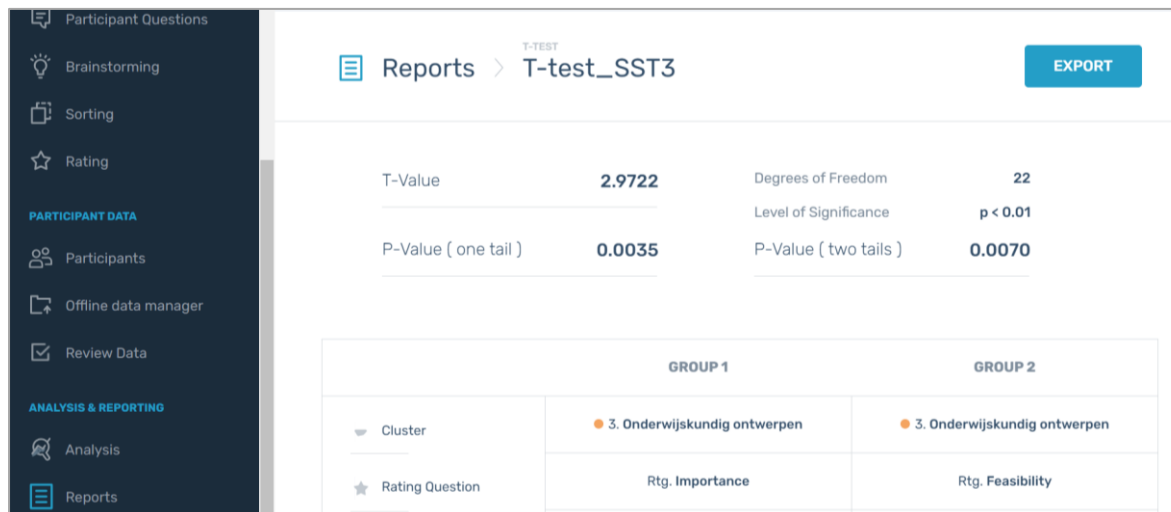 Participant Questions
Brainstorming
Sorting
Rating
PARTICIPANT DATA
Participants
Offline data manager
Review Data
ANALYSIS & REPORTING
Analysis
Reports
T-TEST
Reports > T-test_SST3
EXPORT
T-Value 2.9722
Degrees of Freedom 22
Level of Significance p < 0.01
P-Value ( one tail ) 0.0035
P-Value ( two tails ) 0.0070
GROUP 1 GROUP 2
Cluster 3. Onderwijskundig ontwerpen 3. Onderwijskundig ontwerpen
Rating Question Rtg. Importance Rtg. Feasibility